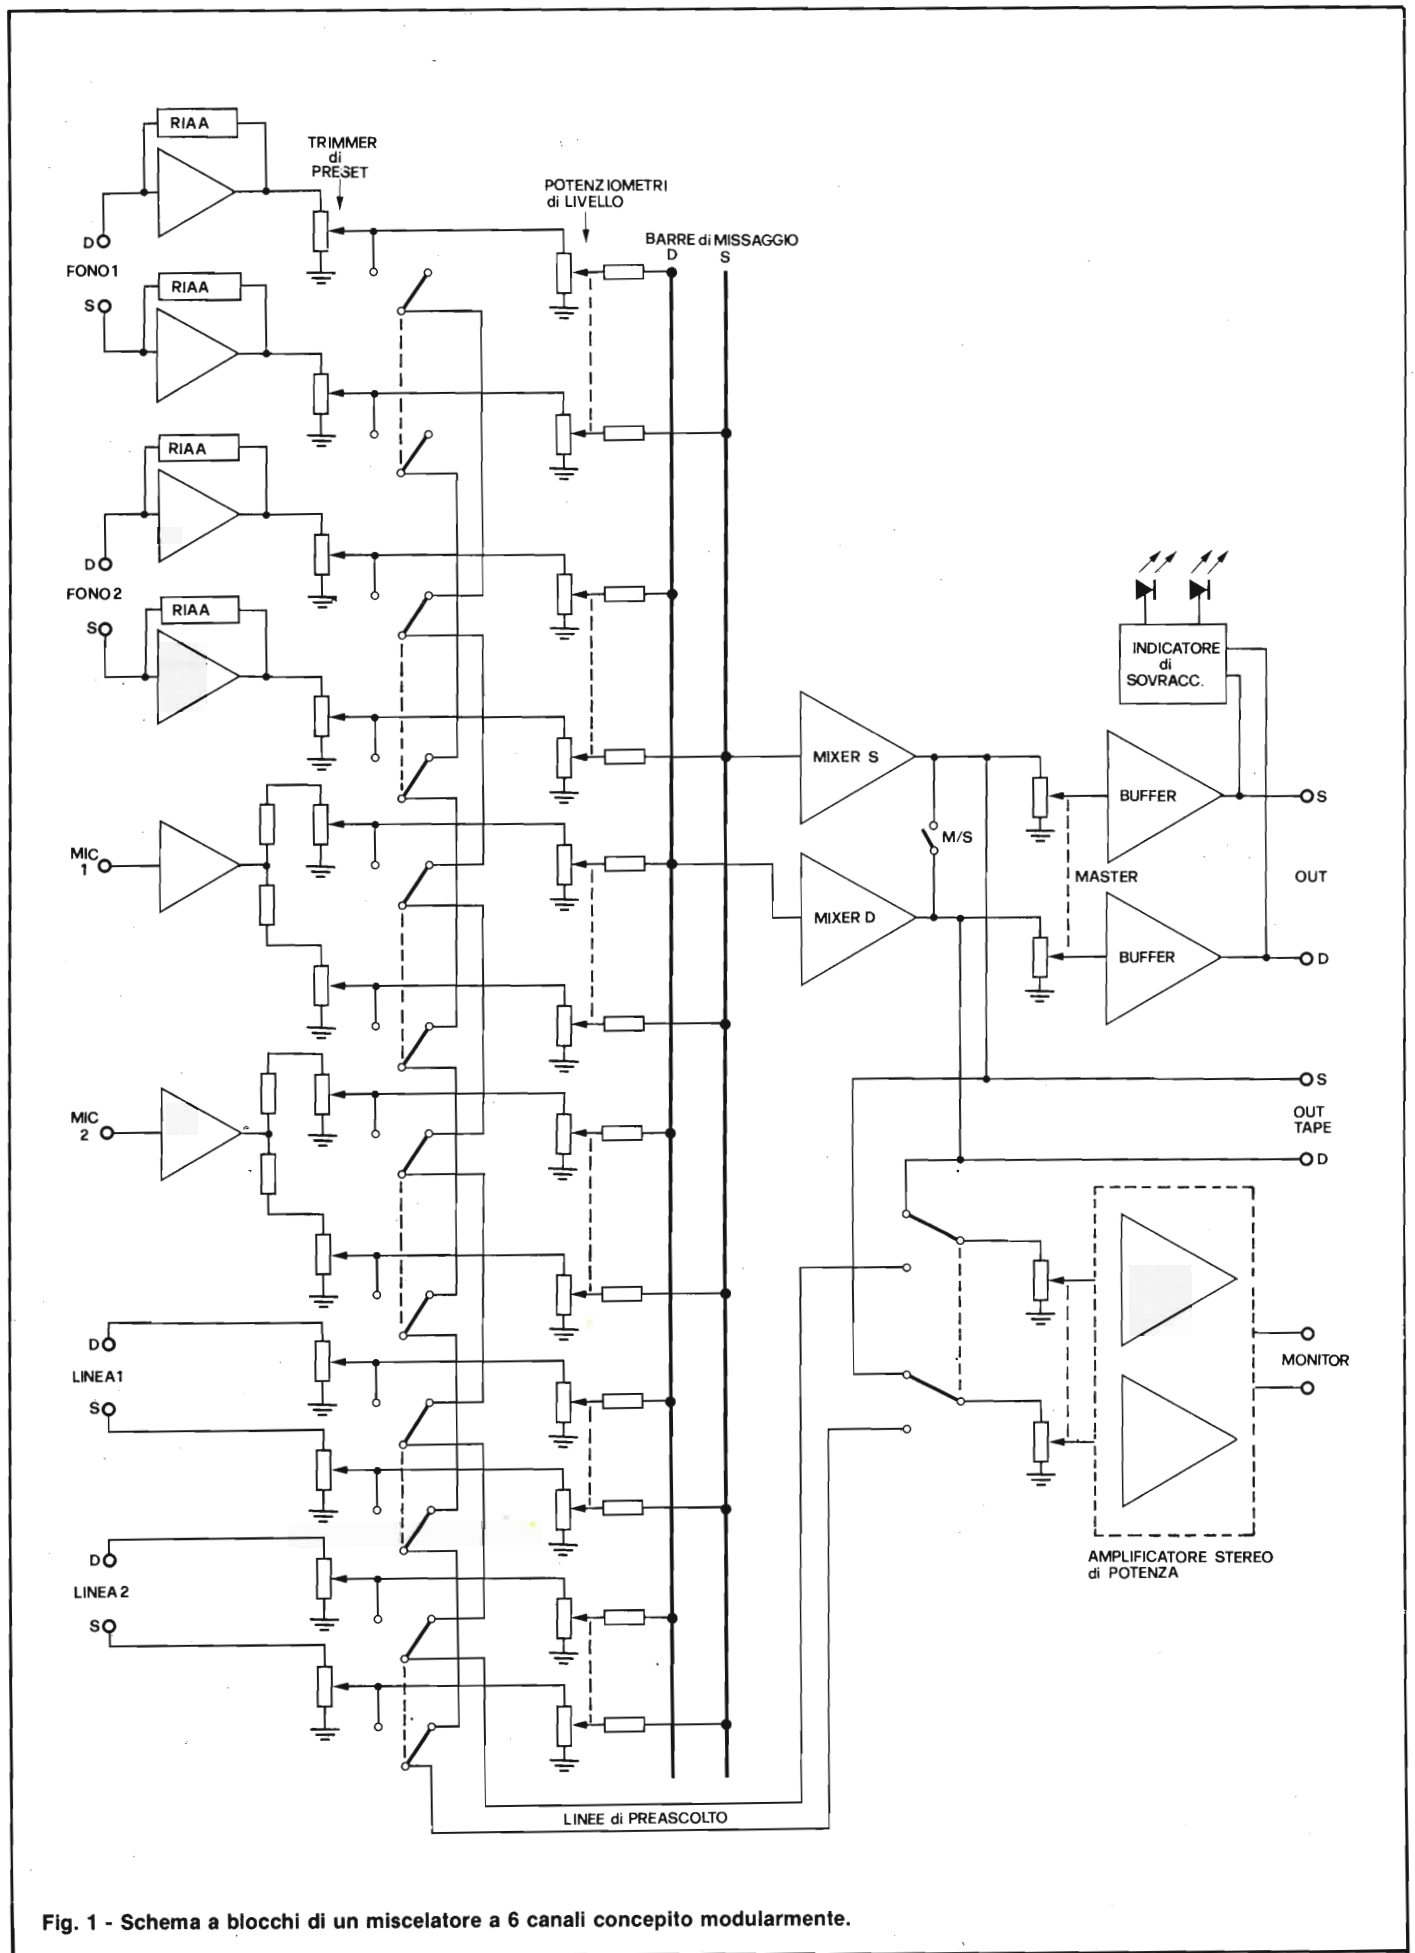 RIAA
TRIMMER
di
PRESET
POTENZIOMETRI
di LIVELLO
BARRE di MISSAGGIO
D S
D
FONO 1
S
RIAA
RIAA
D
FONO 2
S
RIAA
INDICATORE
di
SOVRACC.
MIXER S
BUFFER
S
M/S
MIC
1
MASTER
OUT
MIXER D
BUFFER
D
S
MIC
2
OUT
TAPE
D
D
LINEA 1
S
MONITOR
D
LINEA 2
S
AMPLIFICATORE STEREO
di POTENZA
LINEE di PREASCOLTO
Fig. 1 - Schema a blocchi di un miscelatore a 6 canali concepito modularmente.